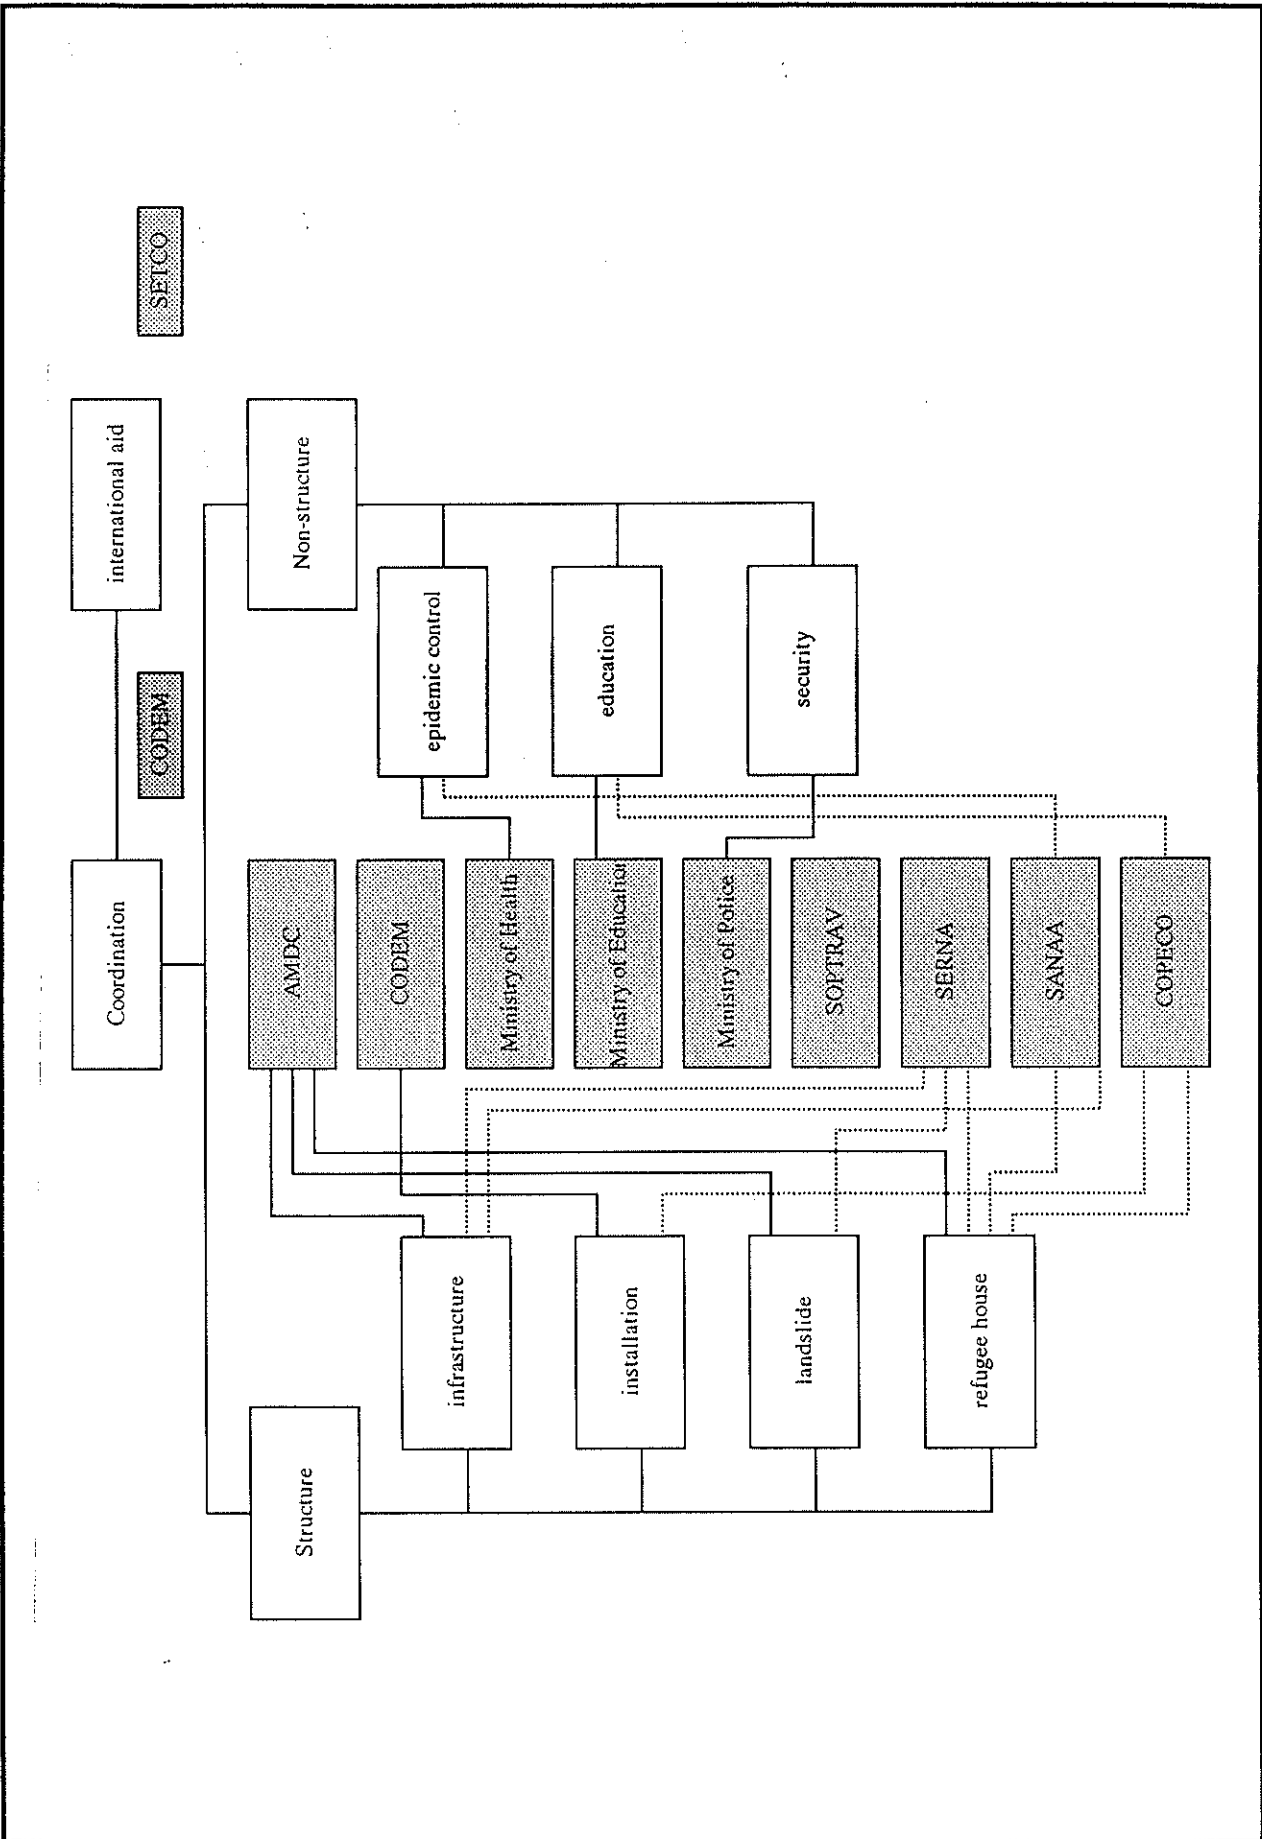 Coordination
international aid
CODEM
SETCO
Structure
Non-structure
infrastructure
installation
landslide
refugee house
AMDC
CODEM
Ministry of Health
Ministry of Education
Ministry of Police
SOPTRAV
SERNA
SANAA
COPECO
epidemic control
education
security